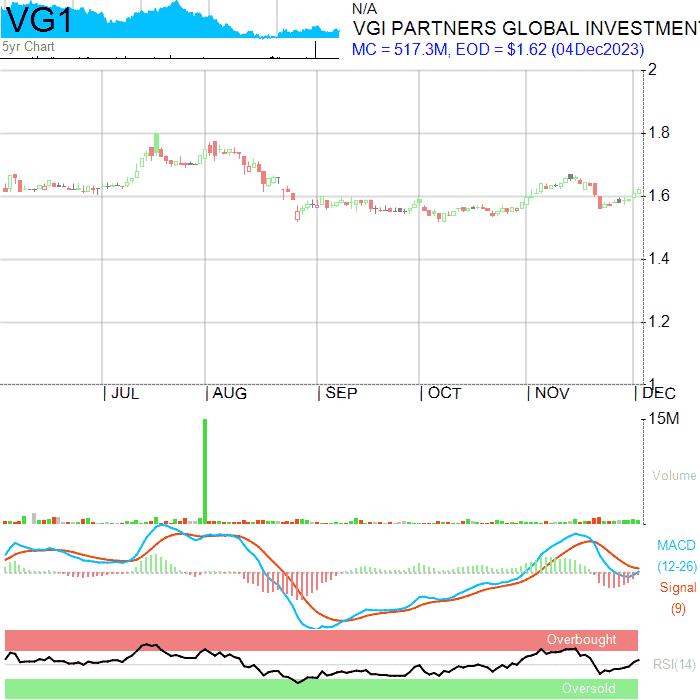 VG1
5yr Chart
N/A
VGI PARTNERS GLOBAL INVESTMEN
MC = 517.3M, EOD = $1.62 (04Dec2023)
2
1.8
1.6
1.4
1.2
1
JUL AUG SEP OCT NOV DEC
15M
Volume
MACD
(12-26)
Signal
(9)
Overbought
RSI(14)
Oversold